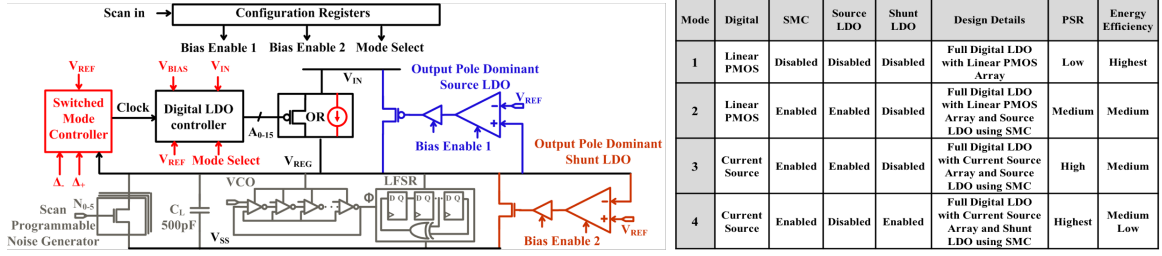 Scan in
Configuration Registers
Bias Enable 1
Bias Enable 2
Mode Select
VREF
VBIAS
VIN
VIN
Output Pole Dominant
Source LDO
Switched
Mode
Controller
Clock
Digital LDO
controller
A0-15
OR
VREF
Bias Enable 1
VREF
Mode Select
VREG
Output Pole Dominant
Shunt LDO
Δ-
Δ+
N0-5
Scan
Programmable
Noise Generator
CL
500pF
VSS
VCO
Φ
LFSR
D Q
D Q
D Q
VREF
Bias Enable 2
Mode Digital SMC Source LDO Shunt LDO Design Details PSR Energy Efficiency
1 Linear PMOS Disabled Disabled Disabled Full Digital LDO with Linear PMOS Array Low Highest
2 Linear PMOS Enabled Enabled Disabled Full Digital LDO with Linear PMOS Array and Source LDO using SMC Medium Medium
3 Current Source Enabled Enabled Disabled Full Digital LDO with Current Source Array and Source LDO using SMC High Medium
4 Current Source Enabled Disabled Enabled Full Digital LDO with Current Source Array and Shunt LDO using SMC Highest Medium Low